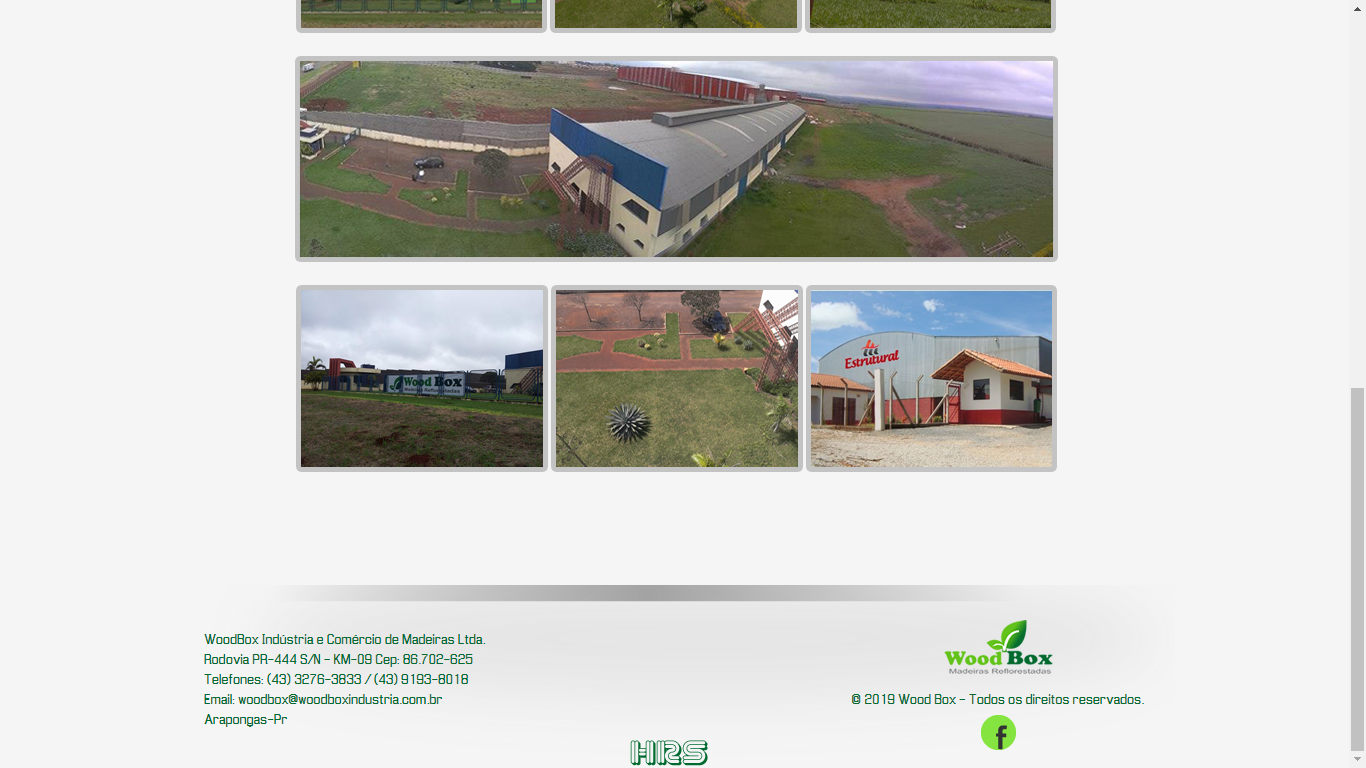 Wood Box
Madeiras Reflorestadas
Estrutural
WoodBox Indústria e Comércio de Madeiras Ltda.
Rodovia PR-444 S/N - KM-09 Cep: 86.702-625
Telefones: (43) 3276-3833 / (43) 9193-8018
Email: woodbox@woodboxindustria.com.br
Arapongas-Pr
Wood Box
Madeiras Reflorestadas
© 2019 Wood Box - Todos os direitos reservados.
f
HRS